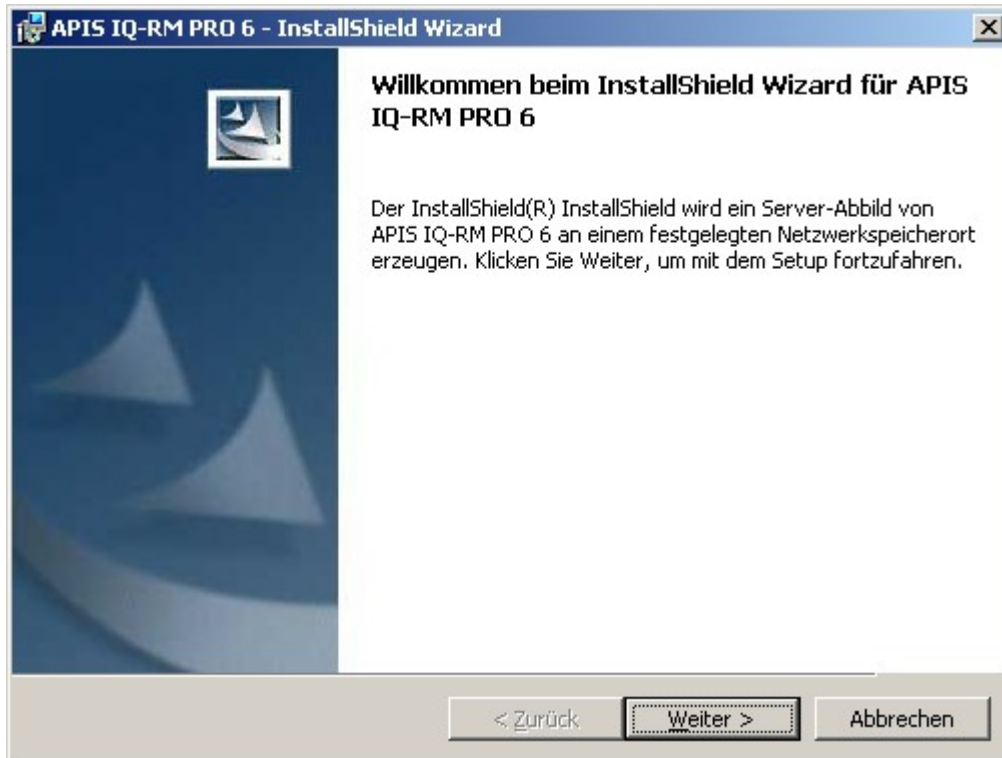 APIS IQ-RM PRO 6 - InstallShield Wizard
Willkommen beim InstallShield Wizard für APIS
IQ-RM PRO 6
Der InstallShield(R) InstallShield wird ein Server-Abbild von
APIS IQ-RM PRO 6 an einem festgelegten Netzwerkspeicherort
erzeugen. Klicken Sie Weiter, um mit dem Setup fortzufahren.
< Zurück
Weiter >
Abbrechen